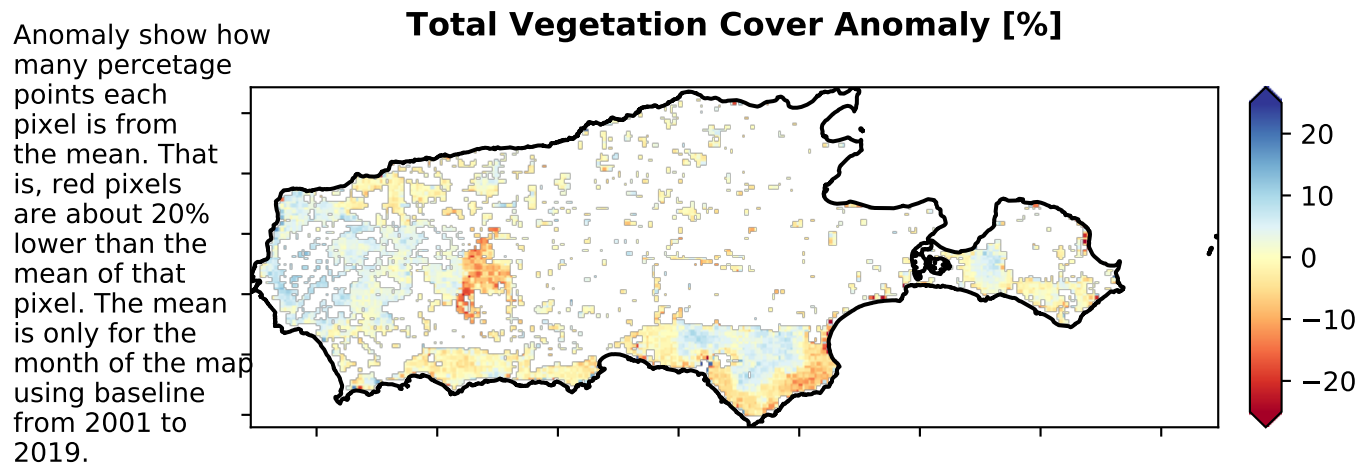 Total Vegetation Cover Anomaly [%]
Anomaly show how
many percetage
points each
pixel is from
the mean. That
is, red pixels
are about 20%
lower than the
mean of that
pixel. The mean
is only for the
month of the map
using baseline
from 2001 to
2019.
20
10
0
−10
−20